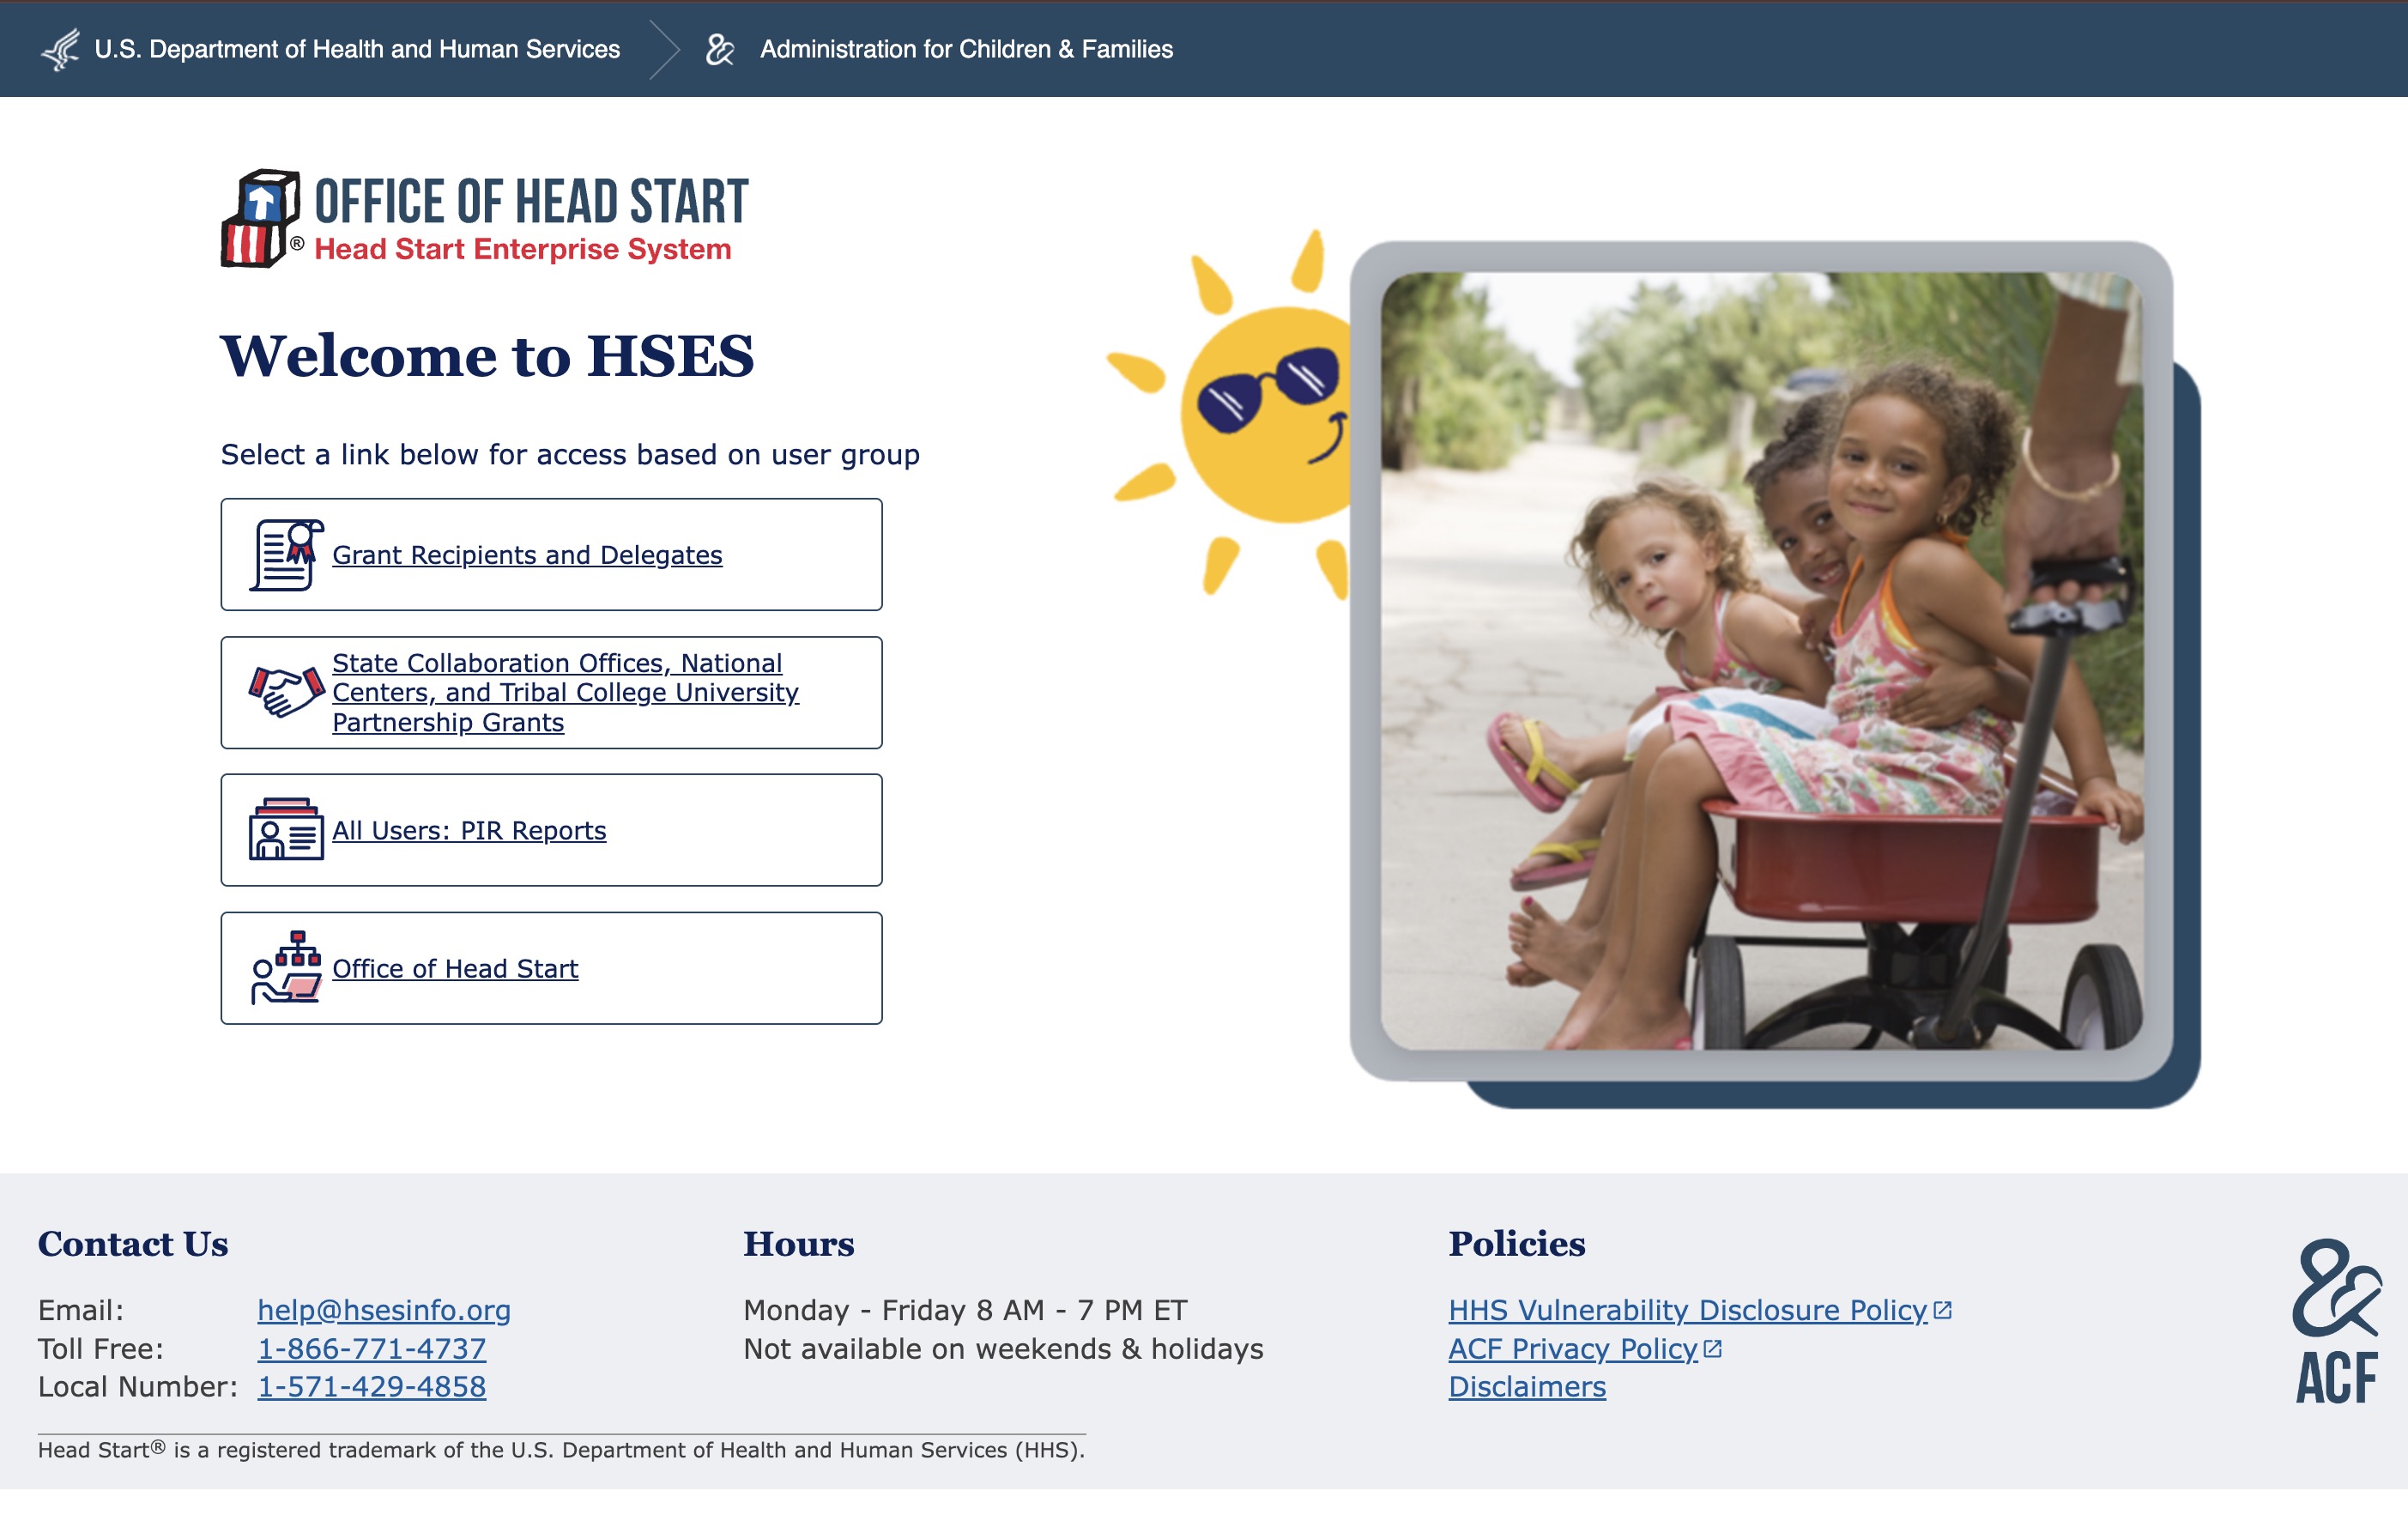 U.S. Department of Health and Human Services
Administration for Children & Families
OFFICE OF HEAD START
® Head Start Enterprise System
Welcome to HSES
Select a link below for access based on user group
Grant Recipients and Delegates
State Collaboration Offices, National
Centers, and Tribal College University
Partnership Grants
All Users: PIR Reports
Office of Head Start
Contact Us
Email: help@hsesinfo.org
Toll Free: 1-866-771-4737
Local Number: 1-571-429-4858
Hours
Monday - Friday 8 AM - 7 PM ET
Not available on weekends & holidays
Policies
HHS Vulnerability Disclosure Policy
ACF Privacy Policy
Disclaimers
ACF
Head Start® is a registered trademark of the U.S. Department of Health and Human Services (HHS).